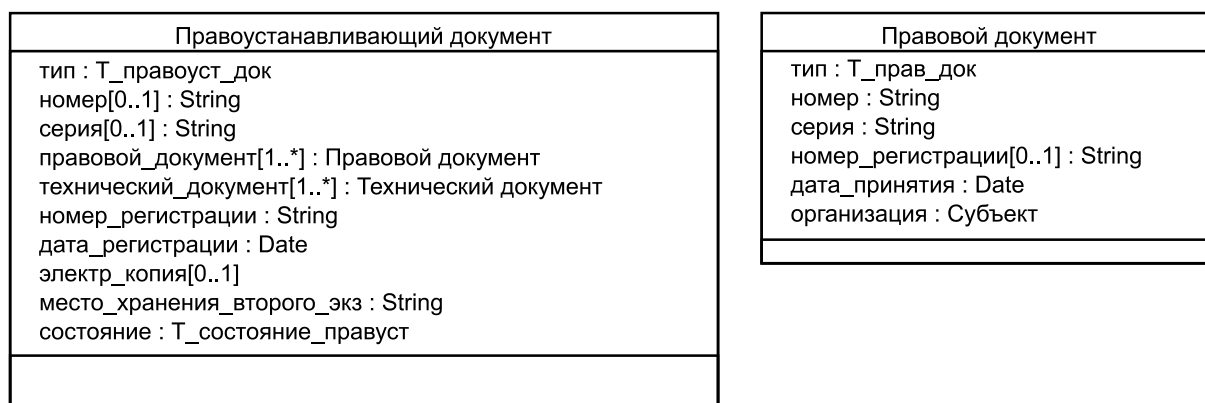 Правоустанавливающий документ
тип : Т_правоуст_док
номер[0..1] : String
серия[0..1] : String
правовой_документ[1..*] : Правовой документ
технический_документ[1..*] : Технический документ
номер_регистрации : String
дата_регистрации : Date
электр_копия[0..1]
место_хранения_второго_экз : String
состояние : Т_состояние_правуст
Правовой документ
тип : Т_прав_док
номер : String
серия : String
номер_регистрации[0..1] : String
дата_принятия : Date
организация : Субъект